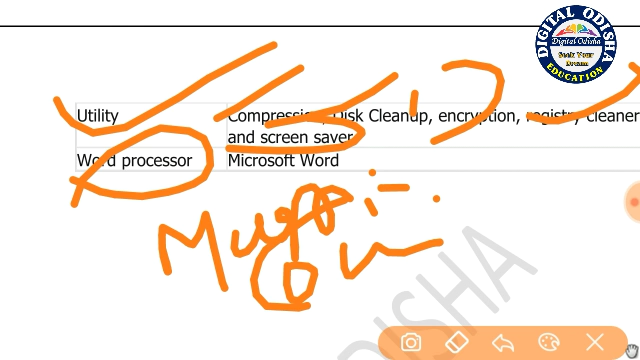 DIGITAL ODISHA
Digital Odisha
Seek Your
Dream
EDUCATION
Utility Compression, Disk Cleanup, encryption, registry cleaner
and screen saver
Word processor Microsoft Word